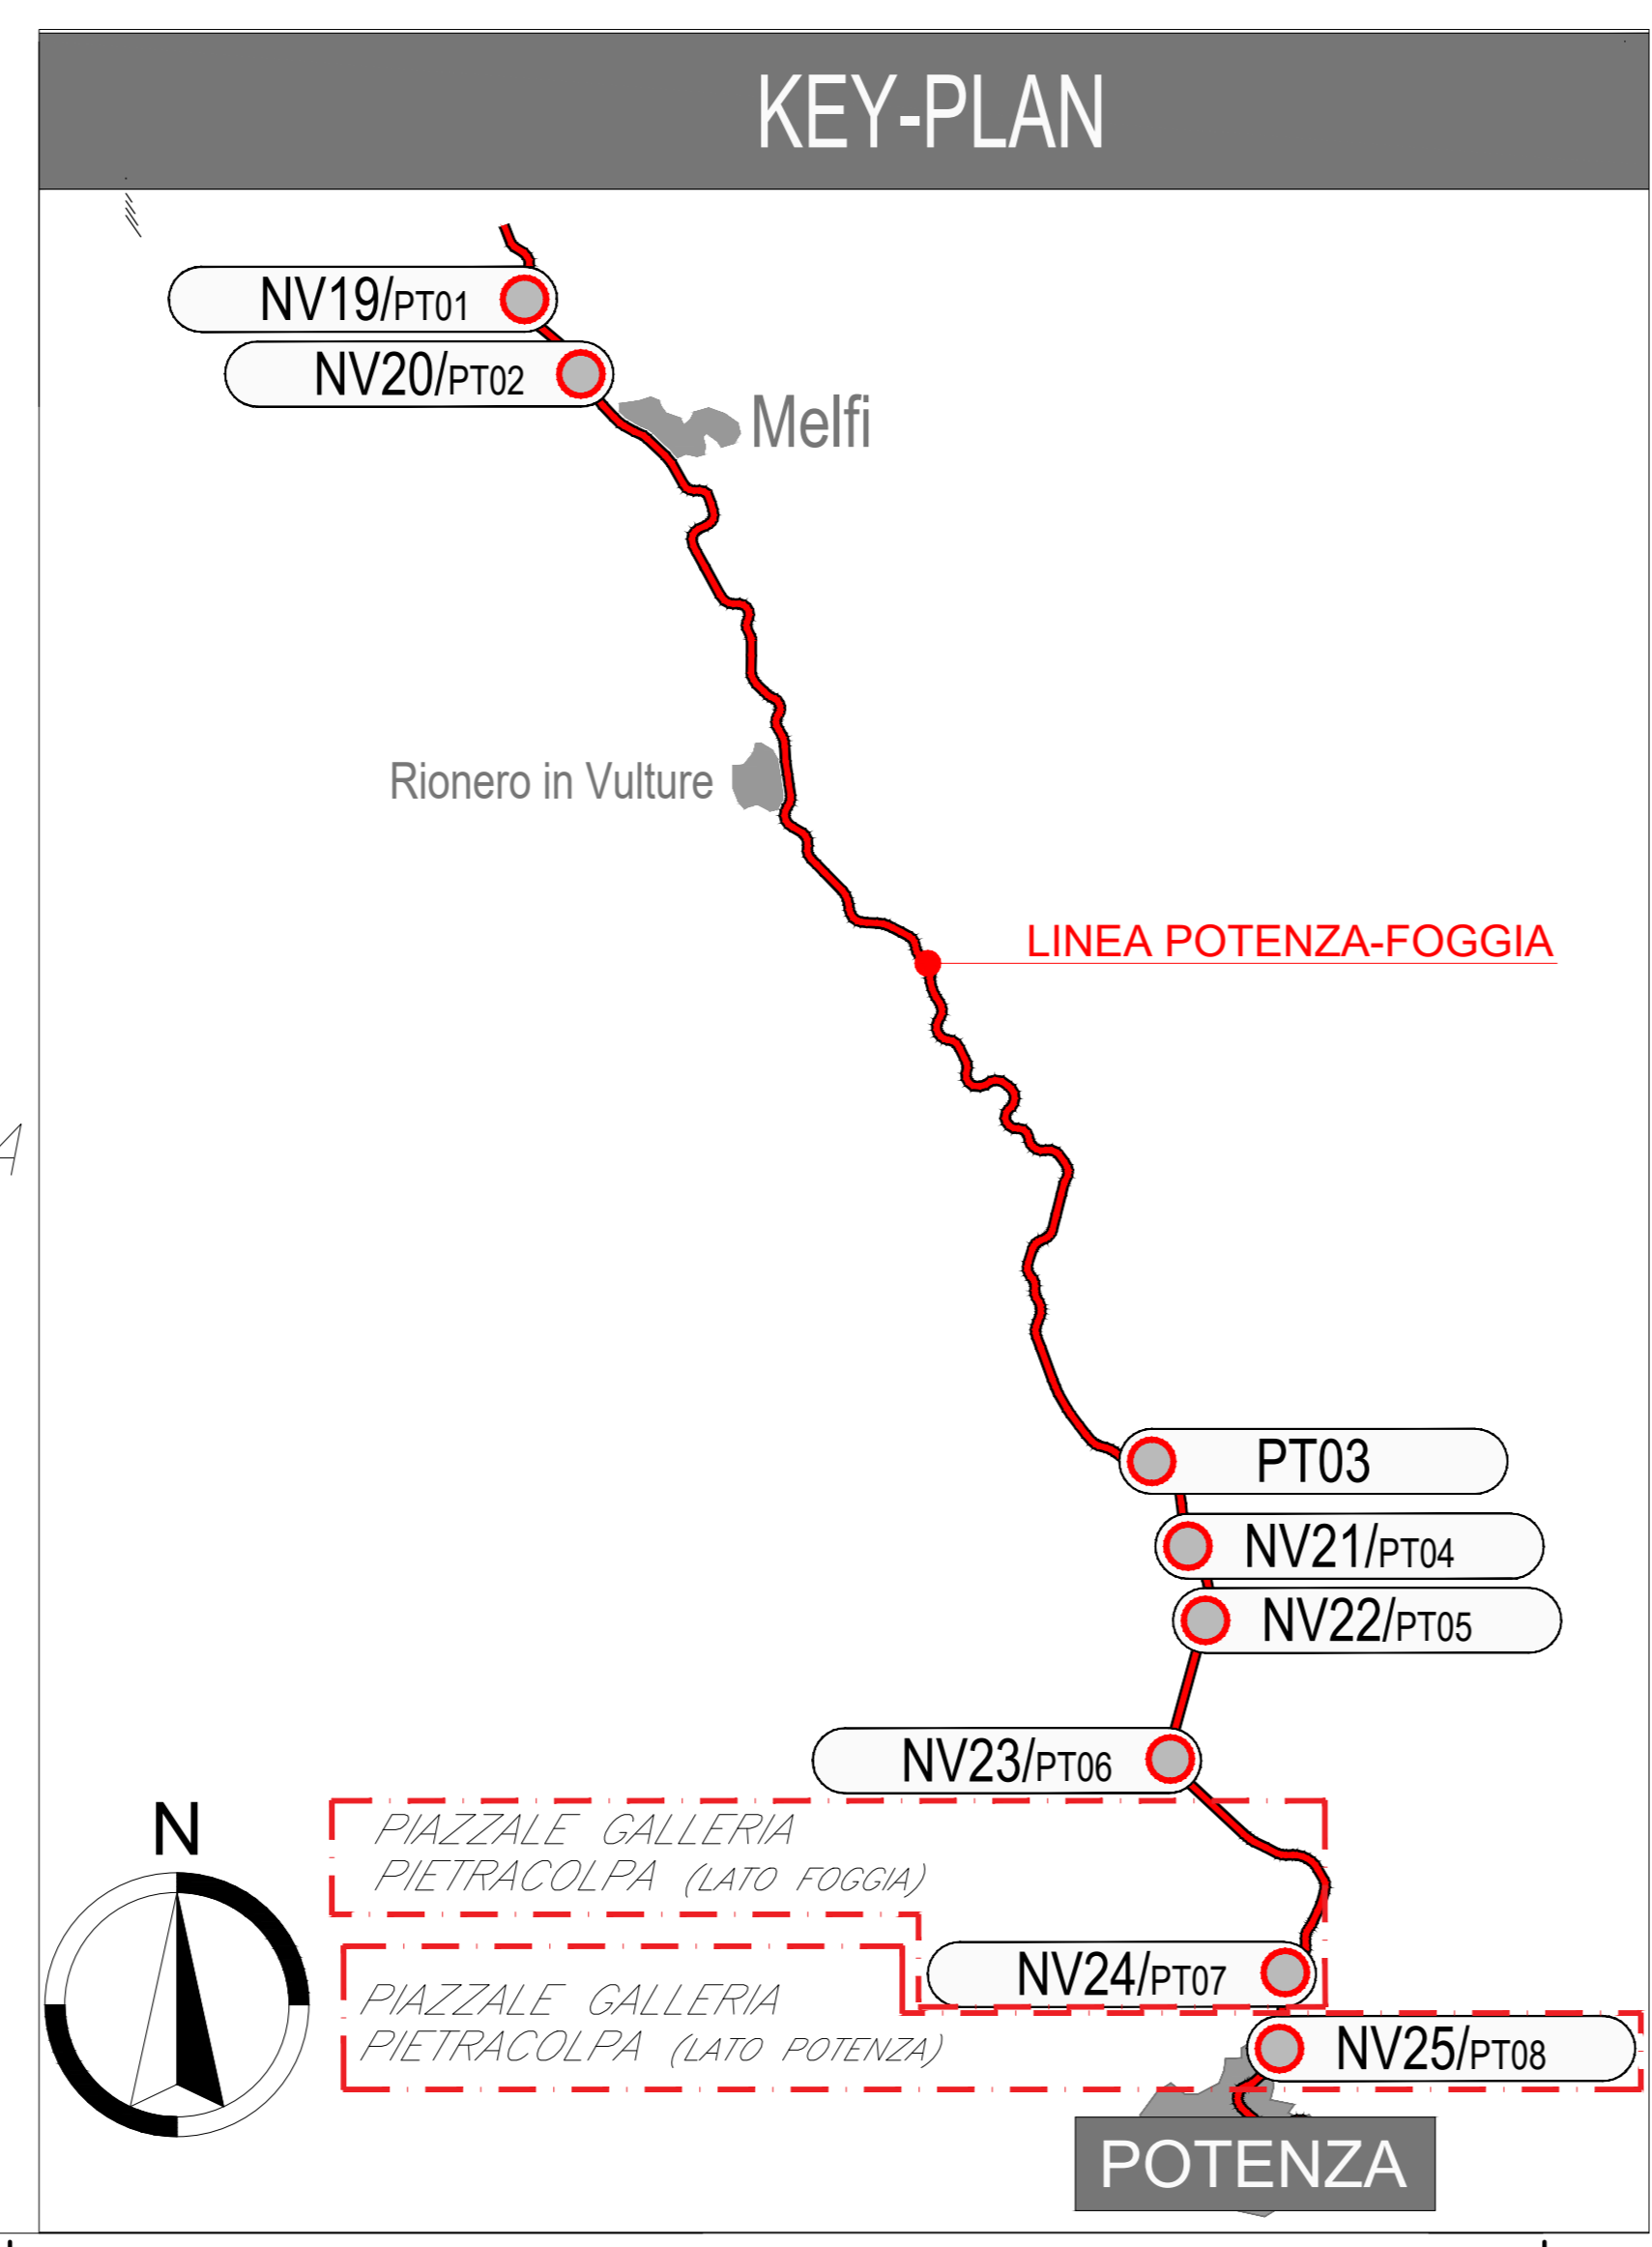 KEY-PLAN
NV19/PT01
NV20/PT02
Melfi
Rionero in Vulture
LINEA POTENZA-FOGGIA
A
PT03
NV21/PT04
NV22/PT05
NV23/PT06
N
PIAZZALE GALLERIA
PIETRACOLPA (LATO FOGGIA)
NV24/PT07
PIAZZALE GALLERIA
PIETRACOLPA (LATO POTENZA)
NV25/PT08
POTENZA